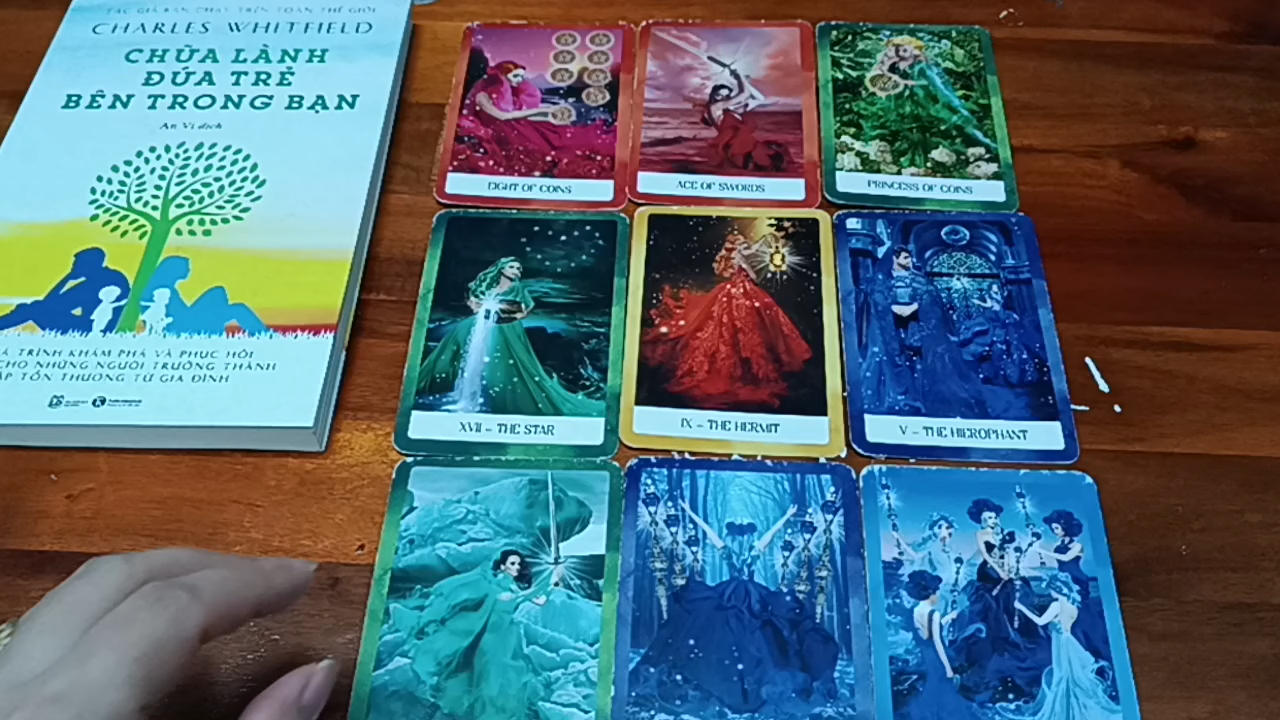 TÁC GIẢ BÁN CHẠY TRÊN TOÀN THẾ GIỚI
CHARLES WHITFIELD
CHỮA LÀNH
ĐỨA TRẺ
BÊN TRONG BẠN
An Vi dịch
TRÌNH KHÁM PHÁ VÀ PHỤC HỒI
CHO NHỮNG NGƯỜI TRƯỞNG THÀNH
TỔN THƯƠNG TỪ GIA ĐÌNH
EIGHT OF COINS
ACE OF SWORDS
PRINCESS OF COINS
XVII – THE STAR
IX – THE HERMIT
V – THE HIEROPHANT